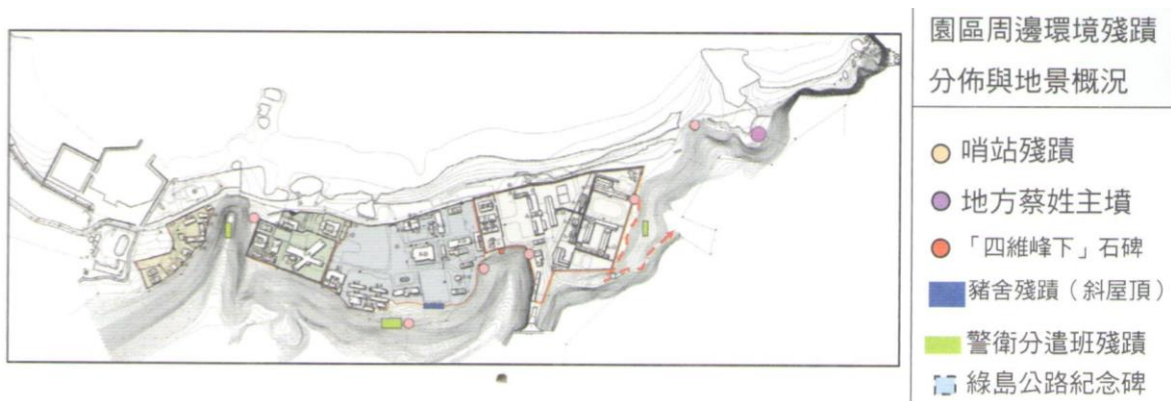 園區周邊環境殘蹟
分佈與地景概況
哨站殘蹟
地方蔡姓主墳
「四維峰下」石碑
豬舍殘蹟（斜屋頂）
警衛分遣班殘蹟
綠島公路紀念碑